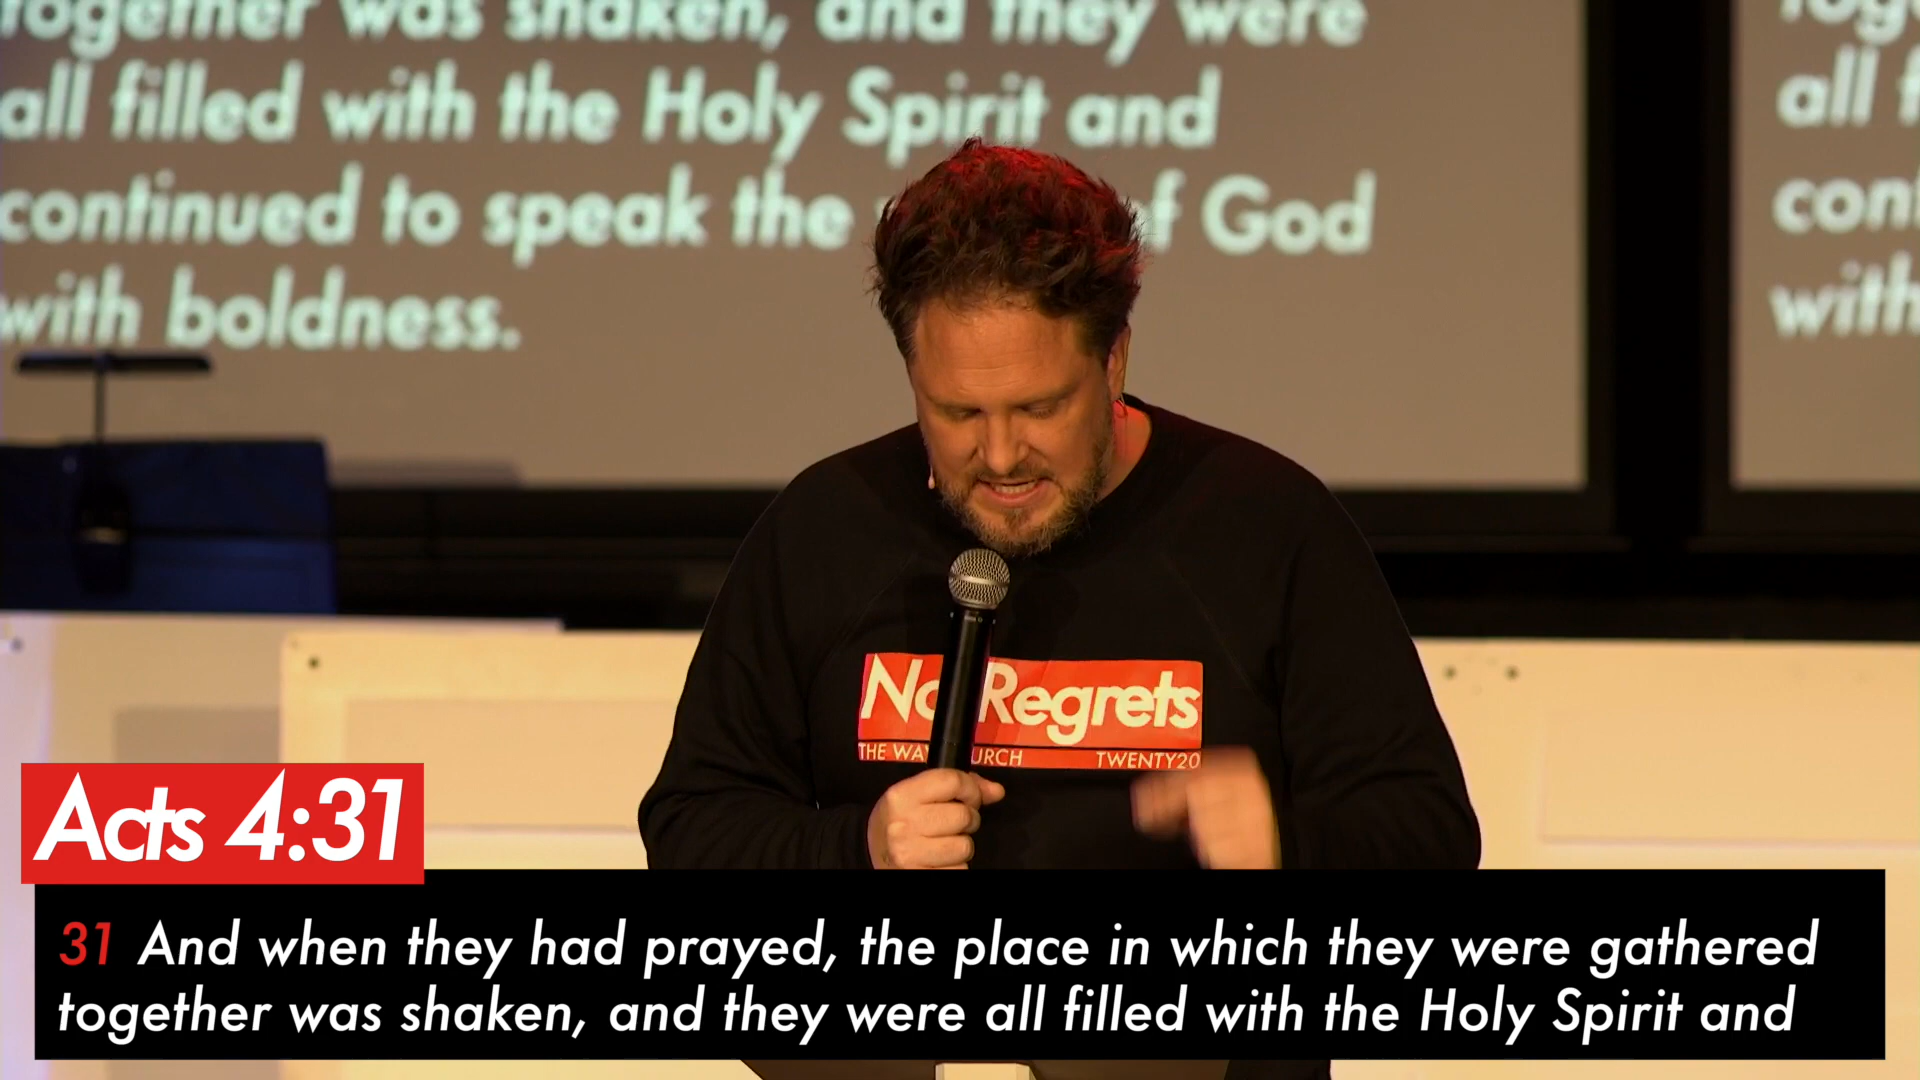 together was shaken, and they were
all filled with the Holy Spirit and
continued to speak the of God
with boldness.
all
with
No Regrets
THE WAY URCH TWENTY20
Acts 4:31
31 And when they had prayed, the place in which they were gathered
together was shaken, and they were all filled with the Holy Spirit and